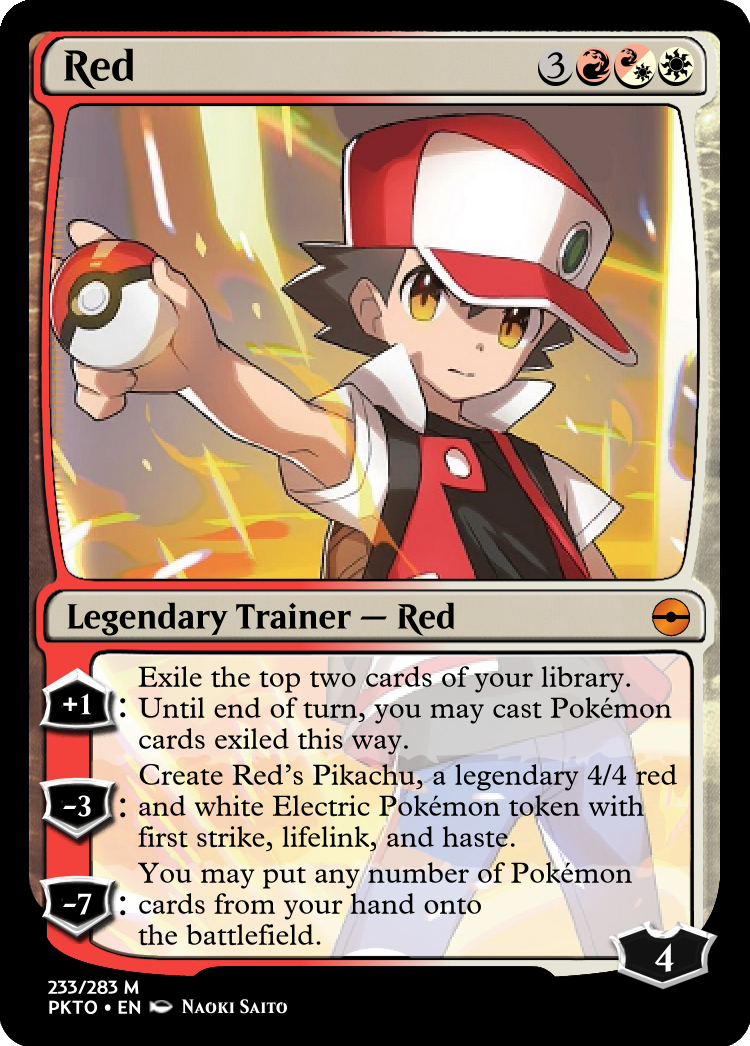 Red 3
Legendary Trainer — Red
+1: Exile the top two cards of your library.
Until end of turn, you may cast Pokémon
cards exiled this way.
−3: Create Red's Pikachu, a legendary 4/4 red
and white Electric Pokémon token with
first strike, lifelink, and haste.
−7: You may put any number of Pokémon
cards from your hand onto
the battlefield.
4
233/283 M
PKTO • EN Naoki Saito